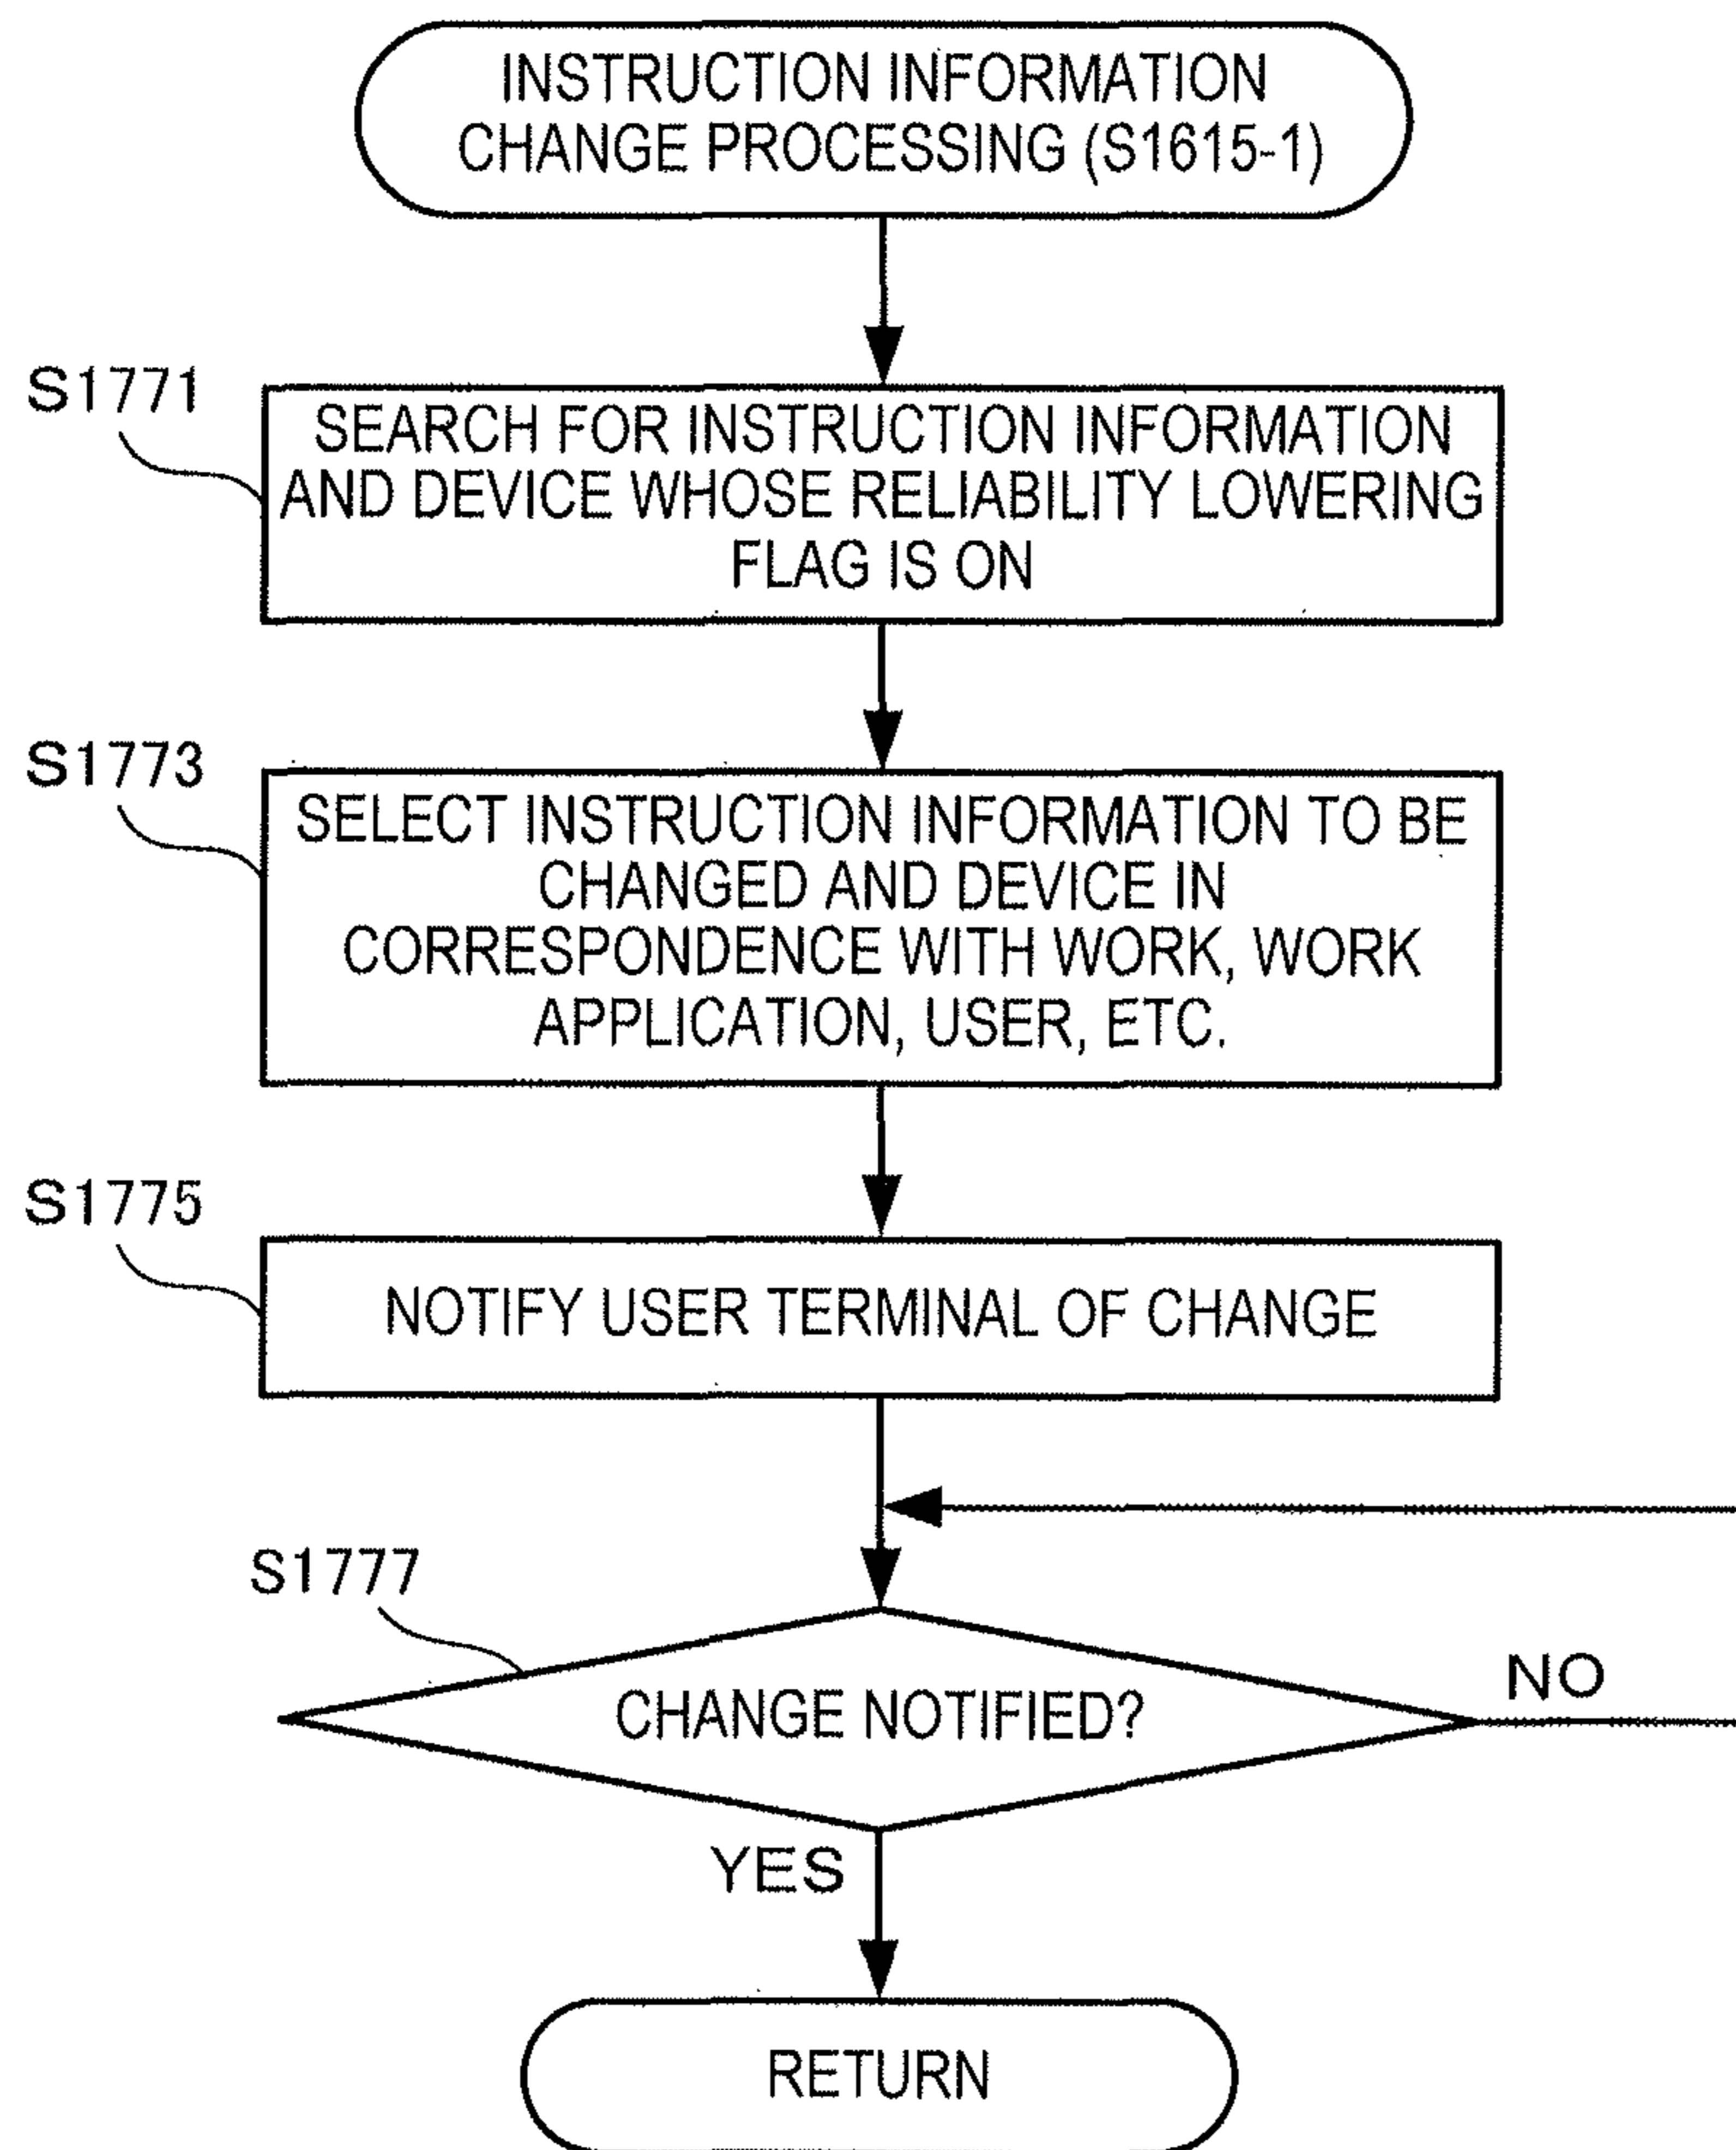 INSTRUCTION INFORMATION
CHANGE PROCESSING (S1615-1)
S1771
SEARCH FOR INSTRUCTION INFORMATION
AND DEVICE WHOSE RELIABILITY LOWERING
FLAG IS ON
S1773
SELECT INSTRUCTION INFORMATION TO BE
CHANGED AND DEVICE IN
CORRESPONDENCE WITH WORK, WORK
APPLICATION, USER, ETC.
S1775
NOTIFY USER TERMINAL OF CHANGE
S1777
CHANGE NOTIFIED?
NO
YES
RETURN